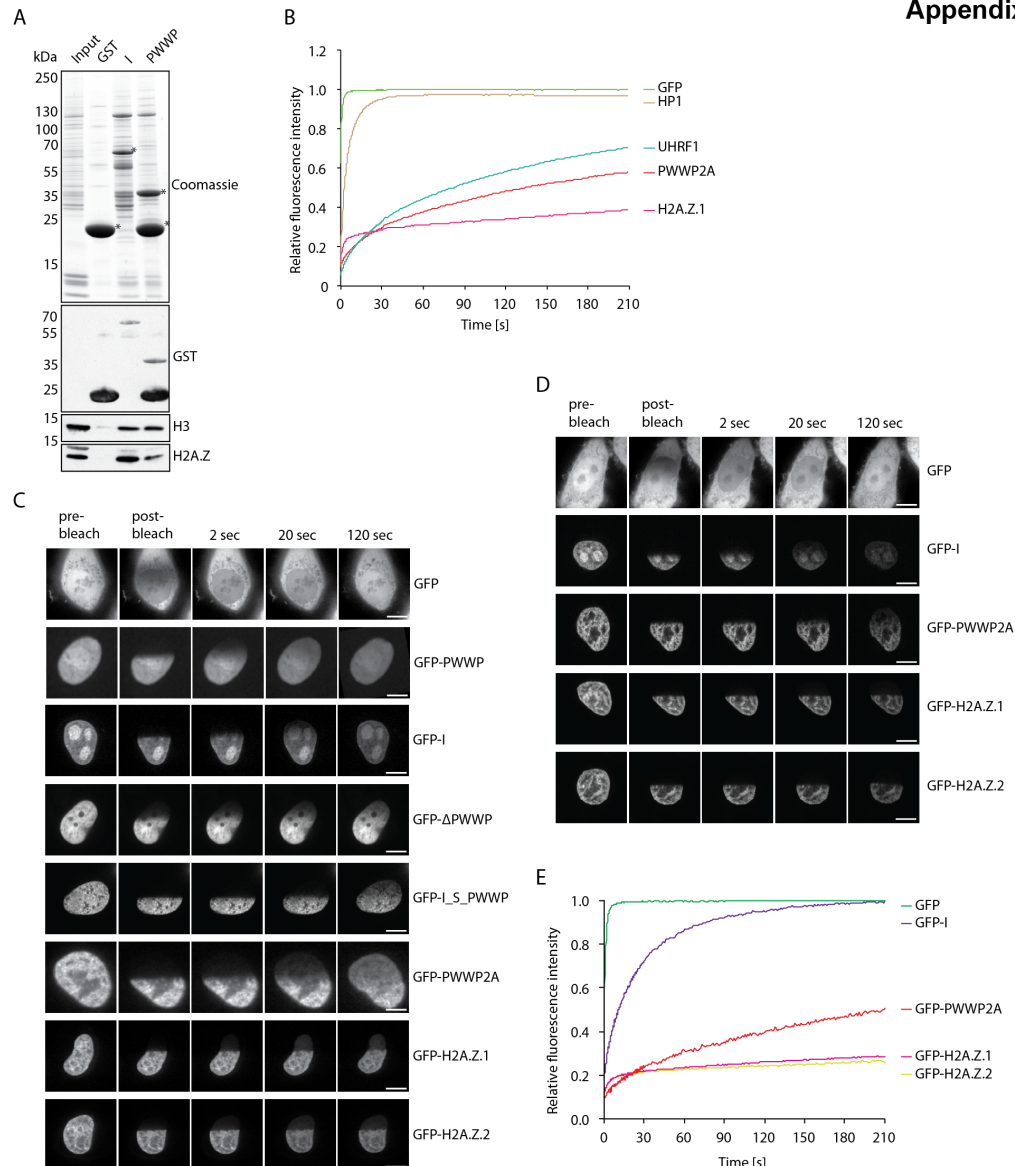 Appendix
A
Input
GST
I
PWWP
kDa
250
130
100
70
55
35
25
15
*
*
*
*
Coomassie
70
55
35
25
GST
15
H3
15
H2A.Z
B
Relative fluorescence intensity
1.2
1.0
0.8
0.6
0.4
0.2
0
0 30 60 90 120 150 180 210
Time [s]
GFP
HP1
UHRF1
PWWP2A
H2A.Z.1
C
pre-
bleach
post-
bleach
2 sec
20 sec
120 sec
GFP
GFP-PWWP
GFP-I
GFP-ΔPWWP
GFP-I_S_PWWP
GFP-PWWP2A
GFP-H2A.Z.1
GFP-H2A.Z.2
D
pre-
bleach
post-
bleach
2 sec
20 sec
120 sec
GFP
GFP-I
GFP-PWWP2A
GFP-H2A.Z.1
GFP-H2A.Z.2
E
Relative fluorescence intensity
1.0
0.8
0.6
0.4
0.2
0.0
0 30 60 90 120 150 180 210
Time [s]
GFP
GFP-I
GFP-PWWP2A
GFP-H2A.Z.1
GFP-H2A.Z.2